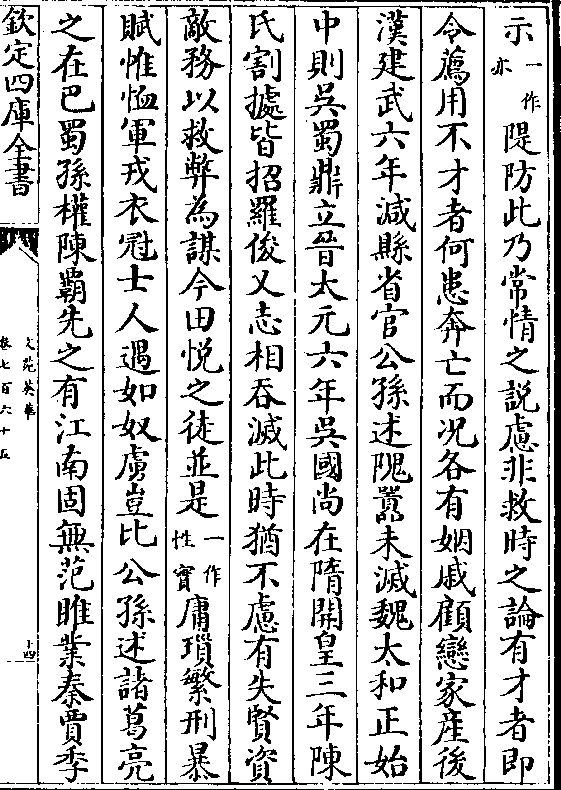 示一作亦隄防此乃常情之說慮非救時之論有才者即
令薦用不才者何患奔亡而况各有姻戚顧戀家産後
漢建武六年減縣省官公孫述隗囂未滅魏太和正始
中則吳蜀鼎立晉太元六年吳國尚在隋開皇三年陳
氏割據皆招羅俊乂志相吞滅此時猶不慮有失賢資
敵務以救弊為謀今田悅之徒並是一作性實庸瑣繁刑暴
賦惟恤軍戎衣冠士人遇如奴虜豈比公孫述諸葛亮
之在巴蜀孫權陳霸先之有江南固無范睢業秦賈季
欽定四庫全書
文苑英華
卷七百六十五
十四